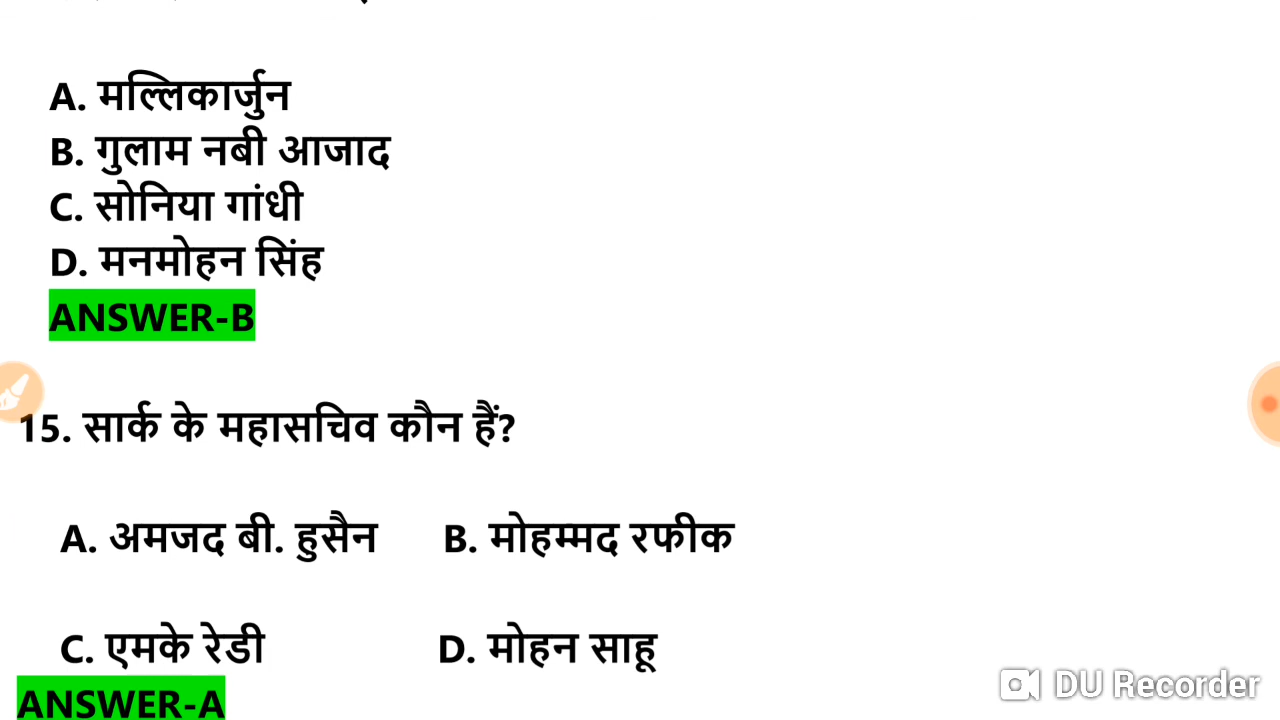 A. मल्लिकार्जुन
B. गुलाम नबी आजाद
C. सोनिया गांधी
D. मनमोहन सिंह
ANSWER-B
15. सार्क के महासचिव कौन हैं?
A. अमजद बी. हुसैन B. मोहम्मद रफीक
C. एमके रेडी D. मोहन साहू
ANSWER-A
DU Recorder